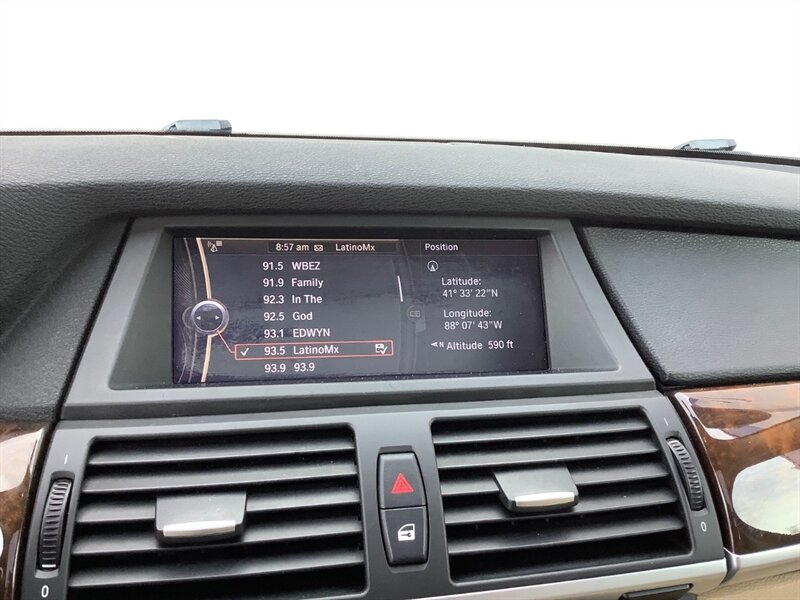 8:57 am LatinoMx
91.5 WBEZ
91.9 Family
92.3 In The
92.5 God
93.1 EDWYN
93.5 LatinoMx
93.9 93.9
Position
Latitude:
41° 33' 22"N
Longitude:
88° 07' 43"W
N Altitude 590 ft
0
0